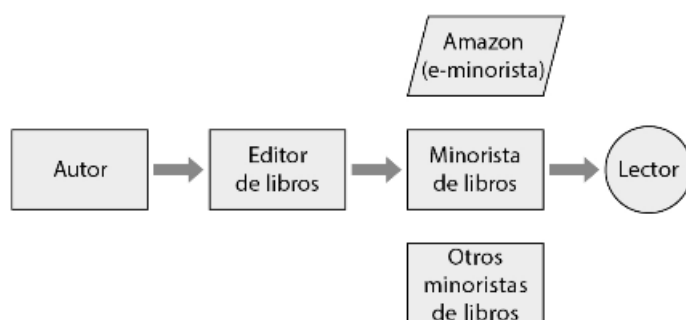 Amazon
(e-minorista)
Autor
Editor
de libros
Minorista
de libros
Lector
Otros
minoristas
de libros